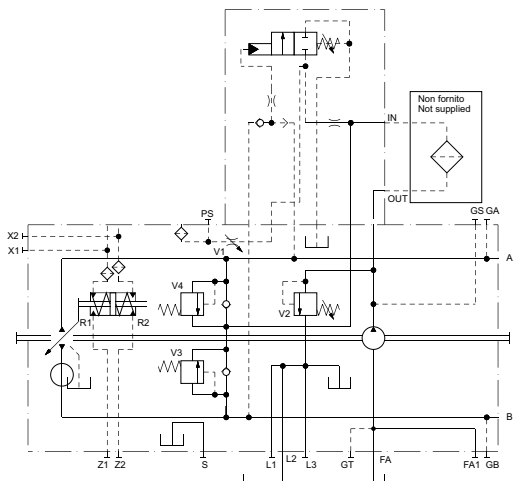 Non fornito
Not supplied
IN
OUT
PS
GS GA
X2
X1
V1
A
V4
V2
R1 R2
V3
B
Z1 Z2 S L1 L2 L3 GT FA FA1 GB